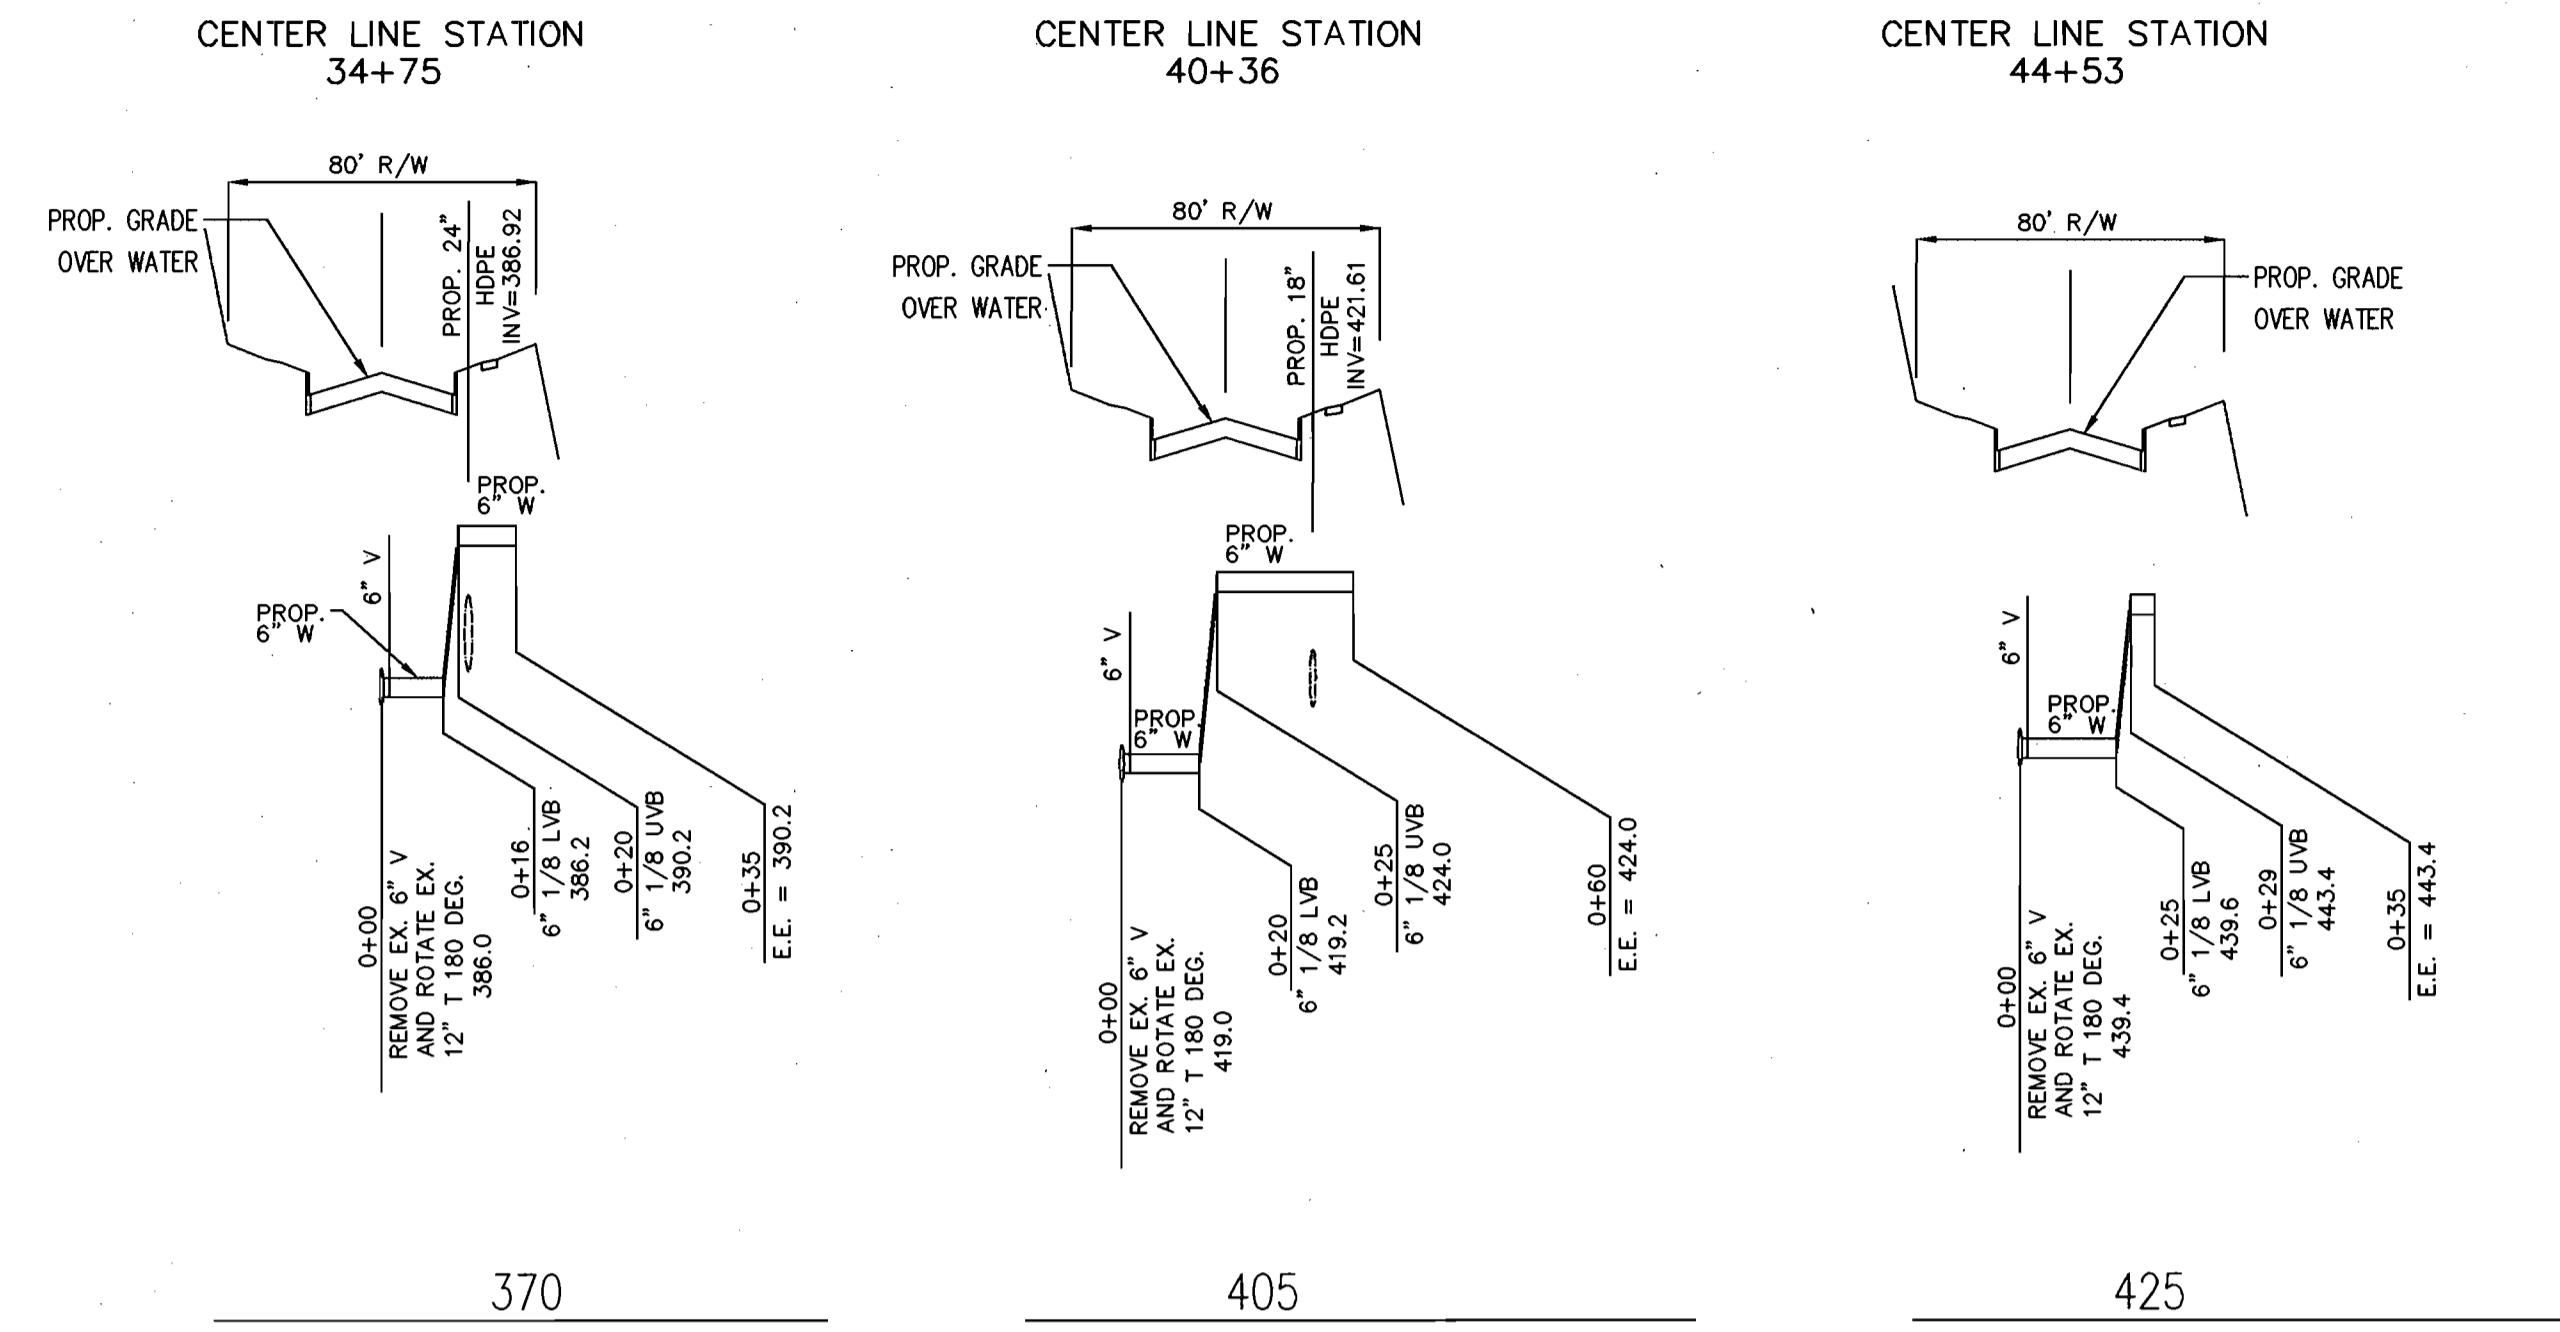 CENTER LINE STATION
34+75
80' R/W
PROP. GRADE
OVER WATER
PROP. 24"
HDPE
INV=386.92
PROP.
6" W
6" V
PROP.
6" W
0+00
REMOVE EX. 6" V
AND ROTATE EX.
12" T 180 DEG.
386.0
0+16
6" 1/8 LVB
386.2
0+20
6" 1/8 UVB
390.2
0+35
E.E. = 390.2
370
CENTER LINE STATION
40+36
80' R/W
PROP. GRADE
OVER WATER
PROP. 18"
HDPE
INV=421.61
PROP.
6" W
6" V
PROP.
6" W
0+00
REMOVE EX. 6" V
AND ROTATE EX.
12" T 180 DEG.
419.0
0+20
6" 1/8 LVB
419.2
0+25
6" 1/8 UVB
424.0
0+60
E.E. = 424.0
405
CENTER LINE STATION
44+53
80' R/W
PROP. GRADE
OVER WATER
6" V
PROP.
6" W
0+00
REMOVE EX. 6" V
AND ROTATE EX.
12" T 180 DEG.
439.4
0+25
6" 1/8 LVB
439.6
0+29
6" 1/8 UVB
443.4
0+35
E.E. = 443.4
425